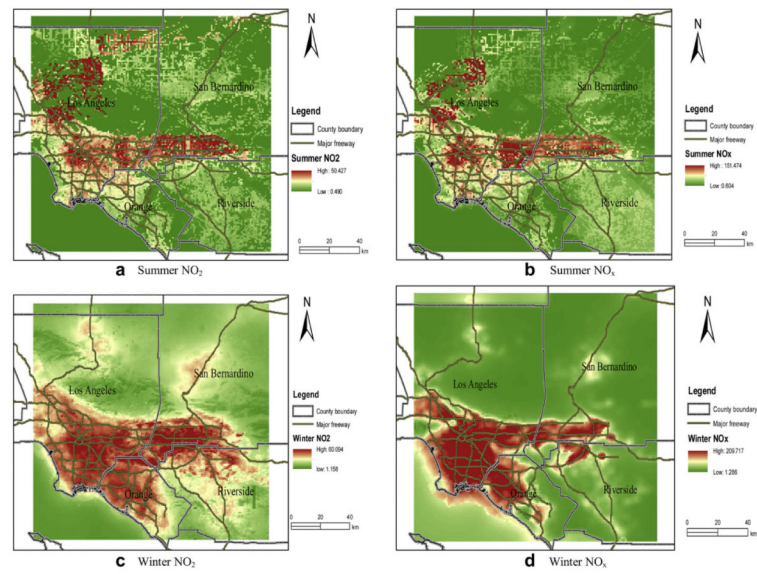 N
Los Angeles
San Bernardino
Orange
Riverside
Legend
County boundary
Major freeway
Summer NO2
High : 50.427
Low : 0.490
0 20 40
km
a Summer NO₂
N
Los Angeles
San Bernardino
Orange
Riverside
Legend
County boundary
Major freeway
Summer NOx
High : 151.474
Low: 0.604
0 20 40
km
b Summer NOₓ
N
Los Angeles
San Bernardino
Orange
Riverside
Legend
County boundary
Major freeway
Winter NO2
High: 60.094
low: 1.158
0 20 40
km
c Winter NO₂
N
Los Angeles
San Bernardino
Orange
Riverside
Legend
County boundary
Major freeway
Winter NOx
High: 209.717
Low: 1.286
0 20 40
km
d Winter NOₓ